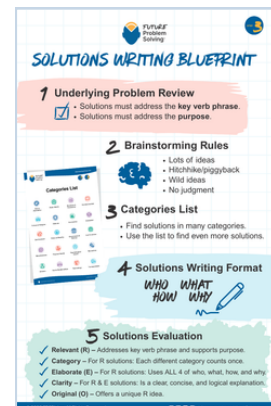 FUTURE
Problem
Solving
3
SOLUTIONS WRITING BLUEPRINT
1 Underlying Problem Review
• Solutions must address the key verb phrase.
• Solutions must address the purpose.
2 Brainstorming Rules
• Lots of ideas
• Hitchhike/piggyback
• Wild ideas
• No judgment
Categories List
3 Categories List
• Find solutions in many categories.
• Use the list to find even more solutions.
4 Solutions Writing Format
WHO WHAT
HOW WHY
5 Solutions Evaluation
Relevant (R) – Addresses key verb phrase and supports purpose.
Category – For R solutions: Each different category counts once.
Elaborate (E) – For R solutions: Uses ALL 4 of who, what, how, and why.
Clarity – For R & E solutions: Is a clear, concise, and logical explanation.
Original (O) – Offers a unique R idea.